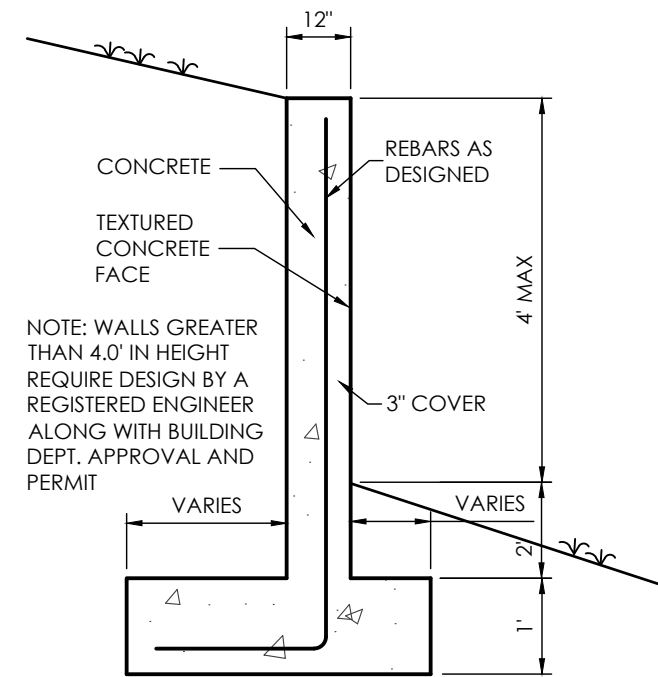 12"
CONCRETE
REBARS AS
DESIGNED
TEXTURED
CONCRETE
FACE
4' MAX
NOTE: WALLS GREATER
THAN 4.0' IN HEIGHT
REQUIRE DESIGN BY A
REGISTERED ENGINEER
ALONG WITH BUILDING
DEPT. APPROVAL AND
PERMIT
3" COVER
VARIES
VARIES
2'
1'